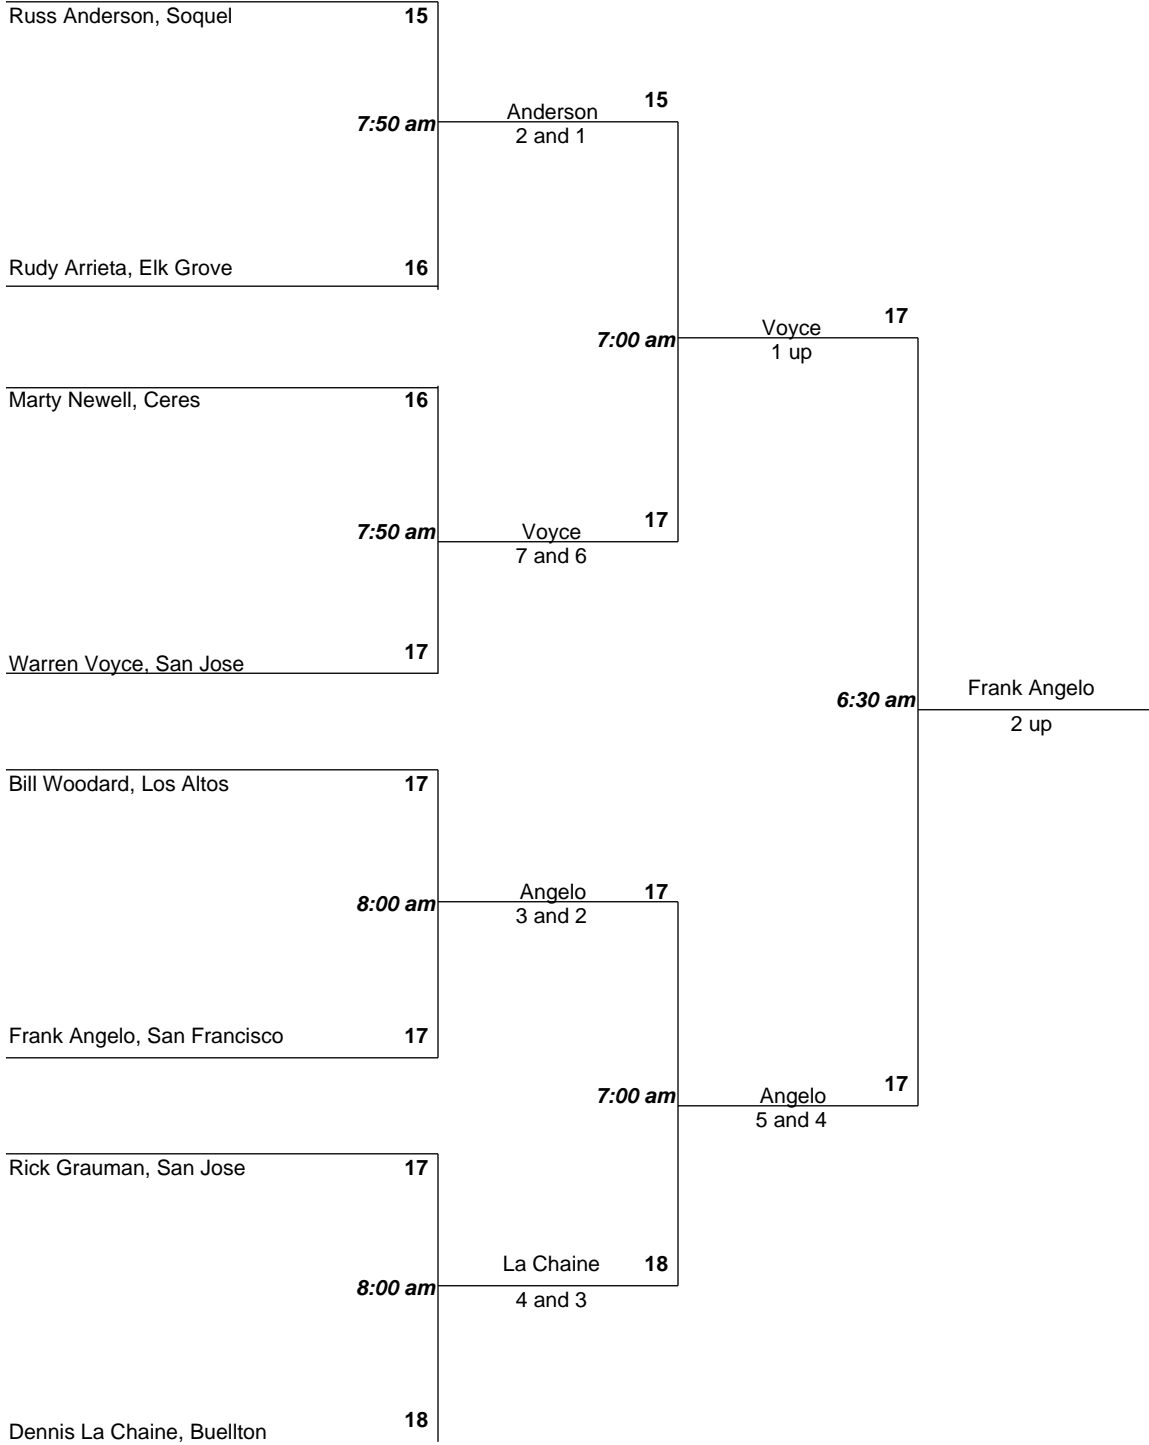 Russ Anderson, Soquel 15
Anderson 15
7:50 am
2 and 1
Rudy Arrieta, Elk Grove 16
Voyce 17
7:00 am
1 up
Marty Newell, Ceres 16
Voyce 17
7:50 am
7 and 6
Warren Voyce, San Jose 17
Frank Angelo
6:30 am
2 up
Bill Woodard, Los Altos 17
Angelo 17
8:00 am
3 and 2
Frank Angelo, San Francisco 17
Angelo 17
7:00 am
5 and 4
Rick Grauman, San Jose 17
La Chaine 18
8:00 am
4 and 3
Dennis La Chaine, Buellton 18